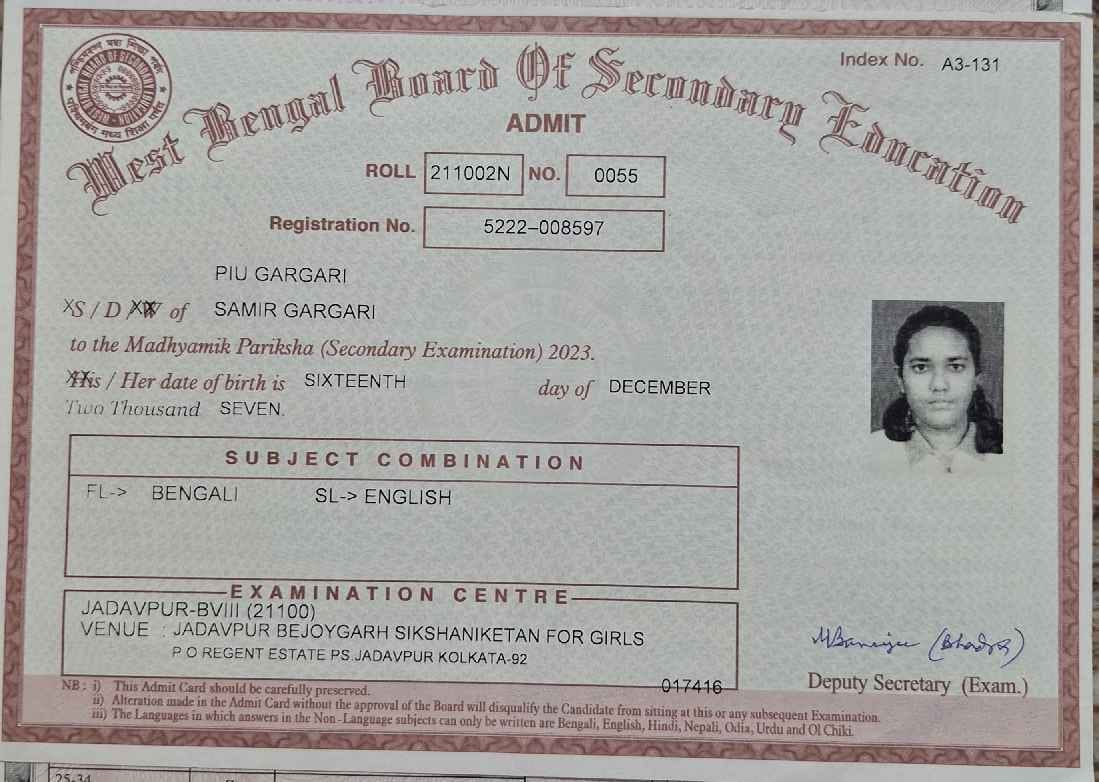 Index No. A3-131
West Bengal Board Of Secondary Education
ADMIT
ROLL 211002N NO. 0055
Registration No. 5222-008597
PIU GARGARI
S / D / W of SAMIR GARGARI
to the Madhyamik Pariksha (Secondary Examination) 2023.
His / Her date of birth is SIXTEENTH day of DECEMBER
Two Thousand SEVEN.
SUBJECT COMBINATION
FL-> BENGALI SL-> ENGLISH
EXAMINATION CENTRE
JADAVPUR-BVIII (21100)
VENUE : JADAVPUR BEJOYGARH SIKSHANIKETAN FOR GIRLS
P O REGENT ESTATE PS.JADAVPUR KOLKATA-92
017416
Deputy Secretary (Exam.)
NB : i) This Admit Card should be carefully preserved.
ii) Alteration made in the Admit Card without the approval of the Board will disqualify the Candidate from sitting at this or any subsequent Examination.
iii) The Languages in which answers in the Non-Language subjects can only be written are Bengali, English, Hindi, Nepali, Odia, Urdu and Ol Chiki.
25-34